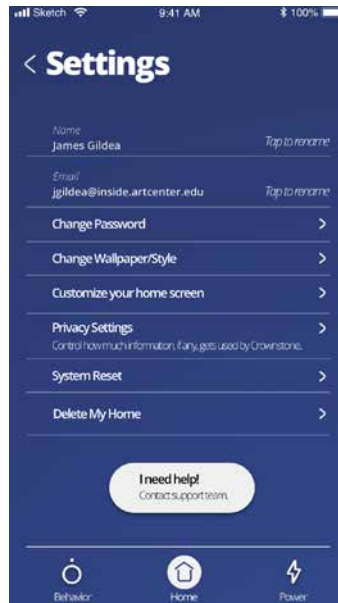 Sketch 9:41 AM 100%
Settings
Name
James Gildea Tap to rename
Email
jgildea@inside.artcenter.edu Tap to rename
Change Password
Change Wallpaper/Style
Customize your home screen
Privacy Settings
Control how much information, if any, gets used by Crownstone.
System Reset
Delete My Home
I need help!
Contact support team.
Behavior Home Power